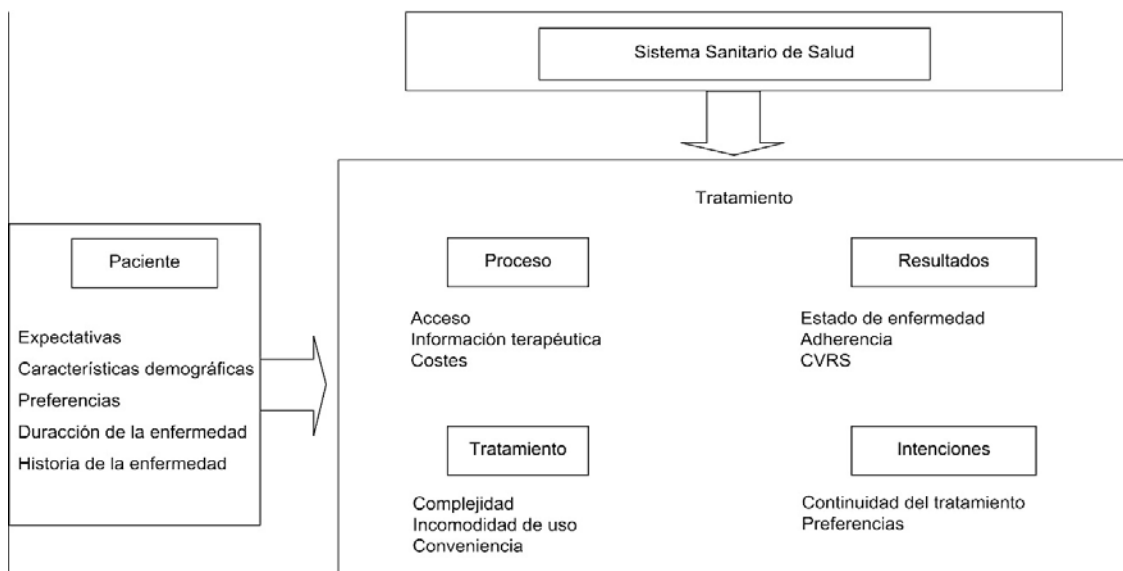 Sistema Sanitario de Salud
Tratamiento
Paciente
Expectativas
Características demográficas
Preferencias
Duracción de la enfermedad
Historia de la enfermedad
Proceso
Acceso
Información terapéutica
Costes
Resultados
Estado de enfermedad
Adherencia
CVRS
Tratamiento
Complejidad
Incomodidad de uso
Conveniencia
Intenciones
Continuidad del tratamiento
Preferencias